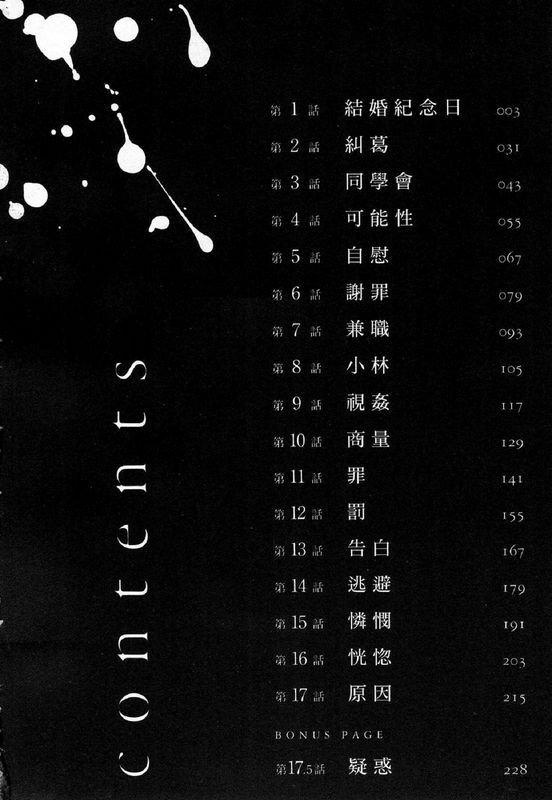 contents
第1話 結婚紀念日 003
第2話 糾葛 031
第3話 同學會 043
第4話 可能性 055
第5話 自慰 067
第6話 謝罪 079
第7話 兼職 093
第8話 小林 105
第9話 視姦 117
第10話 商量 129
第11話 罪 141
第12話 罰 155
第13話 告白 167
第14話 逃避 179
第15話 憐憫 191
第16話 恍惚 203
第17話 原因 215
BONUS PAGE
第17.5話 疑惑 228